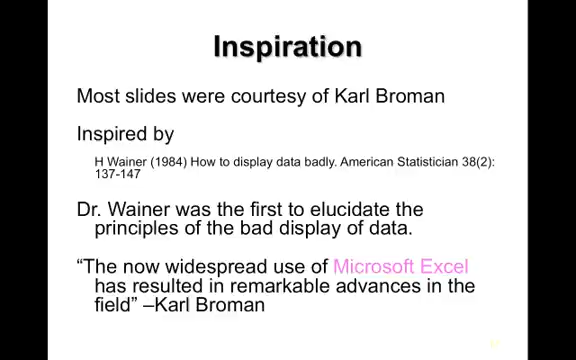 Inspiration
Most slides were courtesy of Karl Broman
Inspired by
H Wainer (1984) How to display data badly. American Statistician 38(2):
137-147
Dr. Wainer was the first to elucidate the
principles of the bad display of data.
“The now widespread use of Microsoft Excel
has resulted in remarkable advances in the
field” –Karl Broman